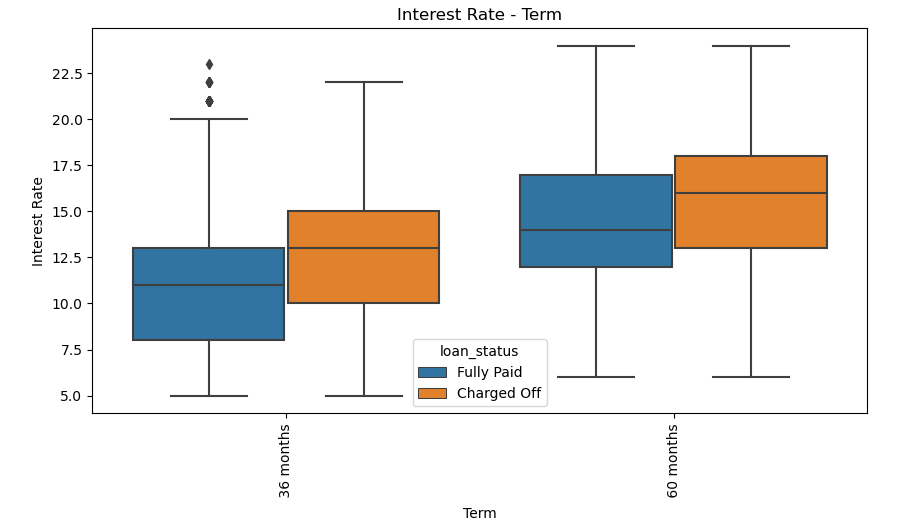 Interest Rate - Term
Interest Rate
22.5
20.0
17.5
15.0
12.5
10.0
7.5
5.0
loan_status
Fully Paid
Charged Off
36 months
60 months
Term